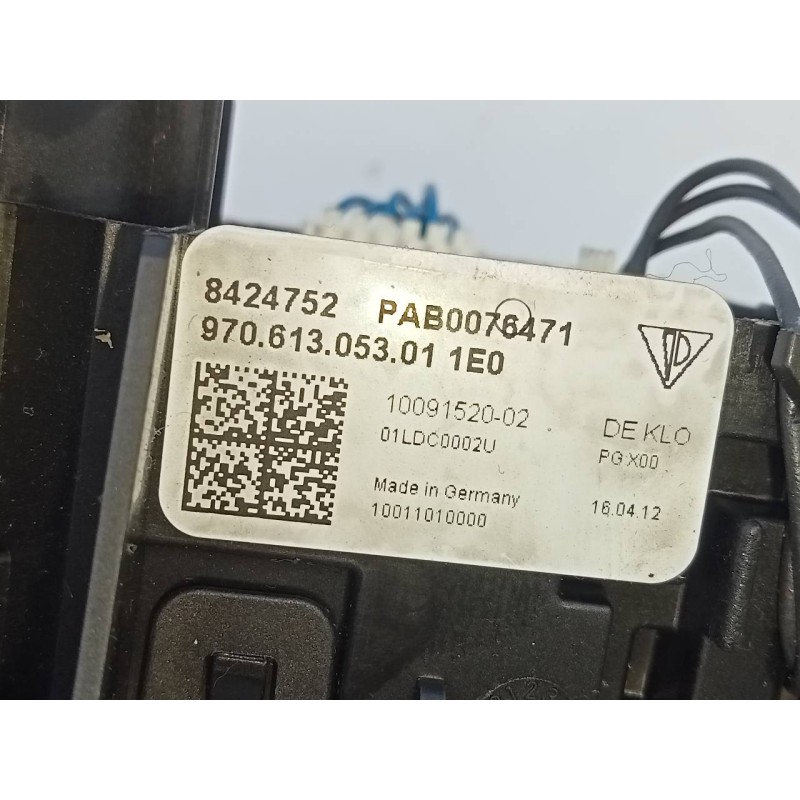 8424752 PAB0076471
970.613.053.01 1E0
10091520-02
01LDC0002U
DE KLO
PG:X00
Made in Germany
10011010000
16.04.12